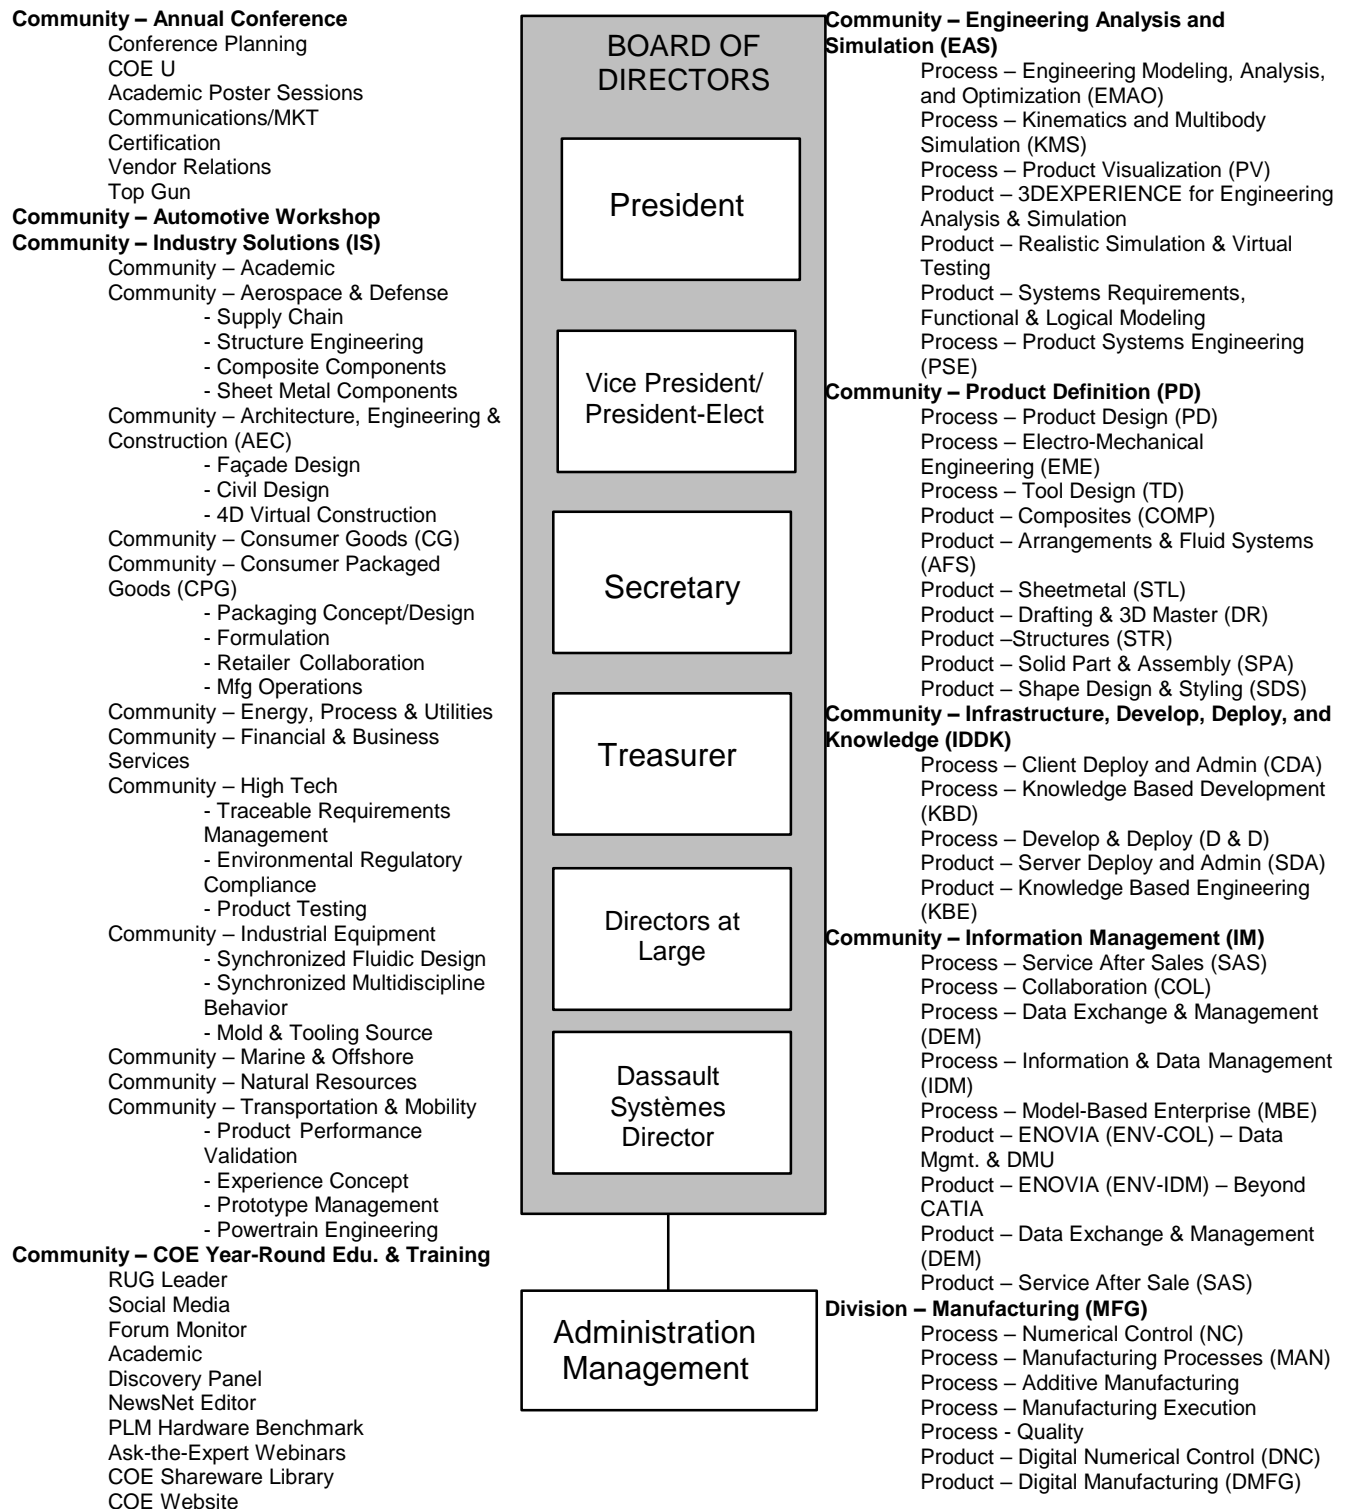 Community – Annual Conference
Conference Planning
COE U
Academic Poster Sessions
Communications/MKT
Certification
Vendor Relations
Top Gun
Community – Automotive Workshop
Community – Industry Solutions (IS)
Community – Academic
Community – Aerospace & Defense
- Supply Chain
- Structure Engineering
- Composite Components
- Sheet Metal Components
Community – Architecture, Engineering &
Construction (AEC)
- Façade Design
- Civil Design
- 4D Virtual Construction
Community – Consumer Goods (CG)
Community – Consumer Packaged
Goods (CPG)
- Packaging Concept/Design
- Formulation
- Retailer Collaboration
- Mfg Operations
Community – Energy, Process & Utilities
Community – Financial & Business
Services
Community – High Tech
- Traceable Requirements
Management
- Environmental Regulatory
Compliance
- Product Testing
Community – Industrial Equipment
- Synchronized Fluidic Design
- Synchronized Multidiscipline
Behavior
- Mold & Tooling Source
Community – Marine & Offshore
Community – Natural Resources
Community – Transportation & Mobility
- Product Performance
Validation
- Experience Concept
- Prototype Management
- Powertrain Engineering
Community – COE Year-Round Edu. & Training
RUG Leader
Social Media
Forum Monitor
Academic
Discovery Panel
NewsNet Editor
PLM Hardware Benchmark
Ask-the-Expert Webinars
COE Shareware Library
COE Website
BOARD OF
DIRECTORS
President
Vice President/
President-Elect
Secretary
Treasurer
Directors at
Large
Dassault
Systèmes
Director
Administration
Management
Community – Engineering Analysis and
Simulation (EAS)
Process – Engineering Modeling, Analysis,
and Optimization (EMAO)
Process – Kinematics and Multibody
Simulation (KMS)
Process – Product Visualization (PV)
Product – 3DEXPERIENCE for Engineering
Analysis & Simulation
Product – Realistic Simulation & Virtual
Testing
Product – Systems Requirements,
Functional & Logical Modeling
Process – Product Systems Engineering
(PSE)
Community – Product Definition (PD)
Process – Product Design (PD)
Process – Electro-Mechanical
Engineering (EME)
Process – Tool Design (TD)
Product – Composites (COMP)
Product – Arrangements & Fluid Systems
(AFS)
Product – Sheetmetal (STL)
Product – Drafting & 3D Master (DR)
Product –Structures (STR)
Product – Solid Part & Assembly (SPA)
Product – Shape Design & Styling (SDS)
Community – Infrastructure, Develop, Deploy, and
Knowledge (IDDK)
Process – Client Deploy and Admin (CDA)
Process – Knowledge Based Development
(KBD)
Process – Develop & Deploy (D & D)
Product – Server Deploy and Admin (SDA)
Product – Knowledge Based Engineering
(KBE)
Community – Information Management (IM)
Process – Service After Sales (SAS)
Process – Collaboration (COL)
Process – Data Exchange & Management
(DEM)
Process – Information & Data Management
(IDM)
Process – Model-Based Enterprise (MBE)
Product – ENOVIA (ENV-COL) – Data
Mgmt. & DMU
Product – ENOVIA (ENV-IDM) – Beyond
CATIA
Product – Data Exchange & Management
(DEM)
Product – Service After Sale (SAS)
Division – Manufacturing (MFG)
Process – Numerical Control (NC)
Process – Manufacturing Processes (MAN)
Process – Additive Manufacturing
Process – Manufacturing Execution
Process - Quality
Product – Digital Numerical Control (DNC)
Product – Digital Manufacturing (DMFG)